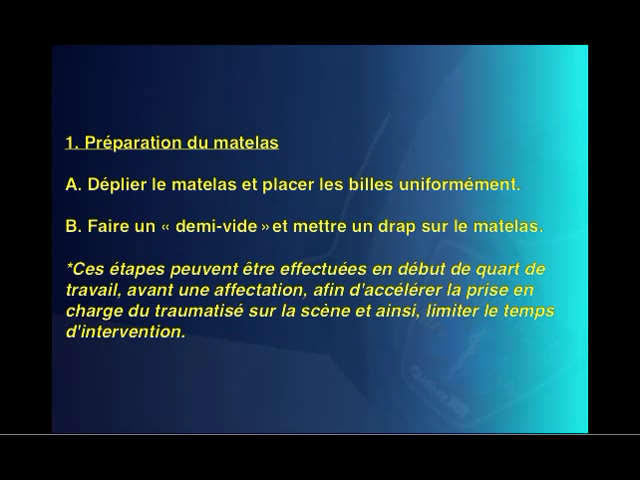 1. Préparation du matelas
A. Déplier le matelas et placer les billes uniformément.
B. Faire un « demi-vide » et mettre un drap sur le matelas.
*Ces étapes peuvent être effectuées en début de quart de
travail, avant une affectation, afin d'accélérer la prise en
charge du traumatisé sur la scène et ainsi, limiter le temps
d'intervention.